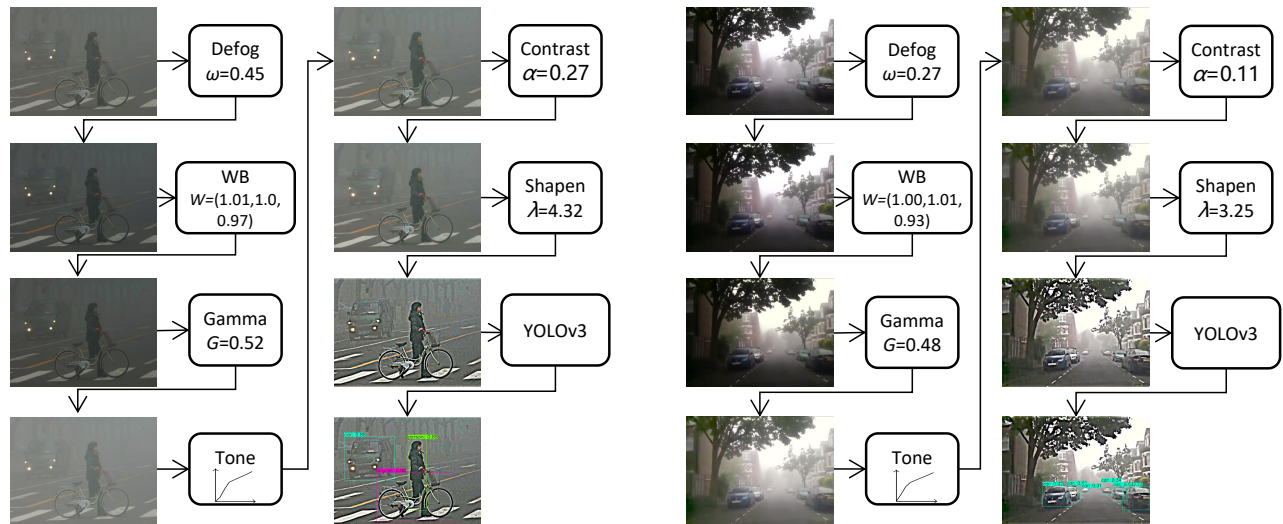 Defog
ω=0.45
WB
W=(1.01,1.0,
0.97)
Gamma
G=0.52
Tone
Contrast
α=0.27
Shapen
λ=4.32
YOLOv3
Defog
ω=0.27
WB
W=(1.00,1.01,
0.93)
Gamma
G=0.48
Tone
Contrast
α=0.11
Shapen
λ=3.25
YOLOv3